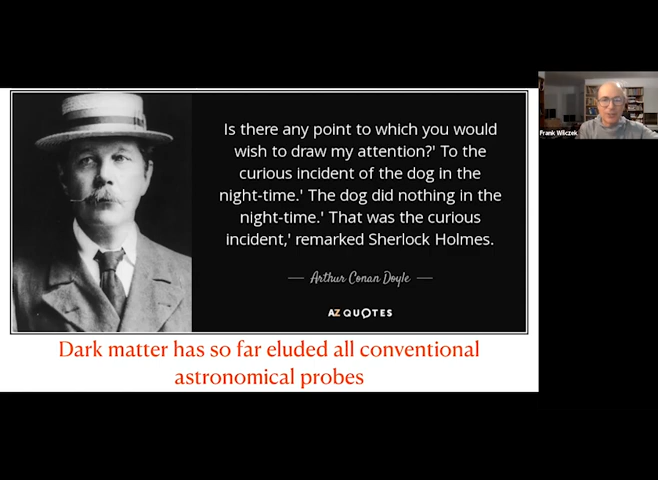 Is there any point to which you would
wish to draw my attention?' To the
curious incident of the dog in the
night-time.' The dog did nothing in the
night-time.' That was the curious
incident,' remarked Sherlock Holmes.
Arthur Conan Doyle
AZ QUOTES
Dark matter has so far eluded all conventional
astronomical probes
Frank Wilczek